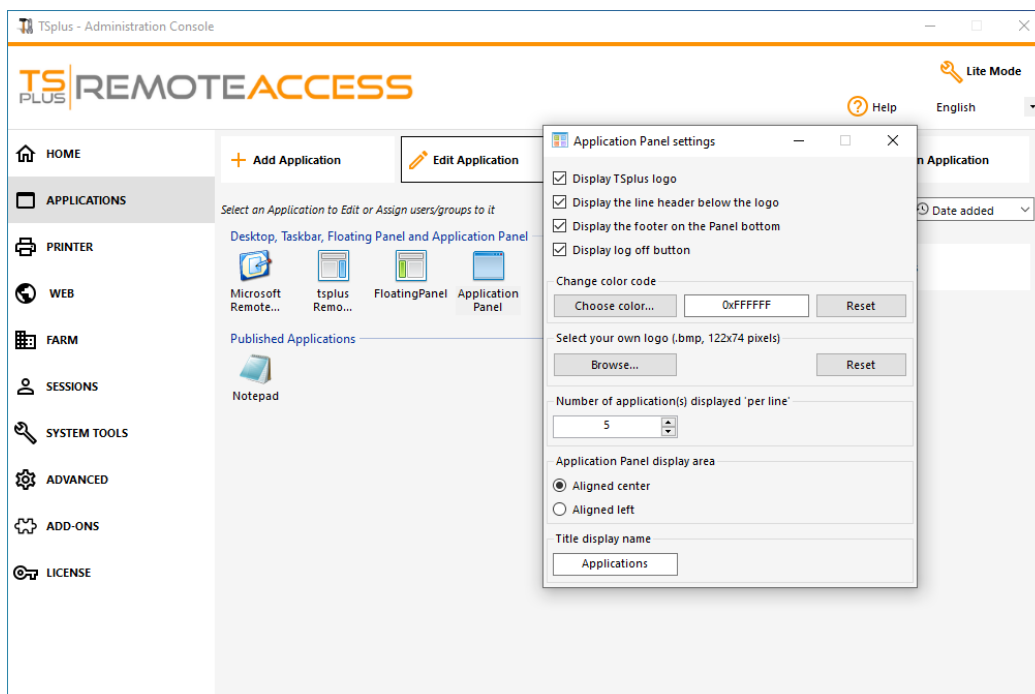 TSplus - Administration Console
TS PLUS REMOTEACCESS
Lite Mode
Help
English
HOME
APPLICATIONS
PRINTER
WEB
FARM
SESSIONS
SYSTEM TOOLS
ADVANCED
ADD-ONS
LICENSE
Add Application
Edit Application
Application
Select an Application to Edit or Assign users/groups to it
Date added
Desktop, Taskbar, Floating Panel and Application Panel
Microsoft
Remote...
tsplus
Remo...
FloatingPanel
Application
Panel
Published Applications
Notepad
Application Panel settings
Display TSplus logo
Display the line header below the logo
Display the footer on the Panel bottom
Display log off button
Change color code
Choose color...
0xFFFFFF
Reset
Select your own logo (.bmp, 122x74 pixels)
Browse...
Reset
Number of application(s) displayed 'per line'
5
Application Panel display area
Aligned center
Aligned left
Title display name
Applications